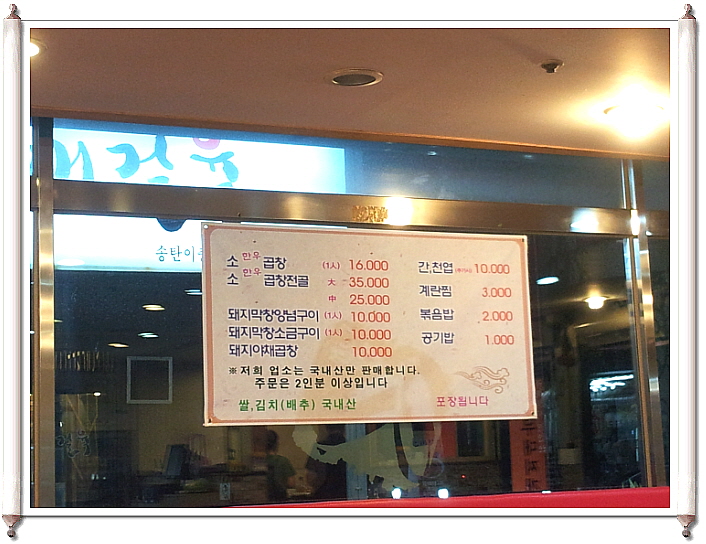 송탄이
소 한우 곱창 (1人) 16.000
소 한우 곱창전골 大 35.000
中 25.000
돼지막창양념구이 (1人) 10.000
돼지막창소금구이 (1人) 10.000
돼지야채곱창 10.000
간,천엽 10.000
계란찜 3.000
볶음밥 2.000
공기밥 1.000
※ 저희 업소는 국내산만 판매합니다.
주문은 2인분 이상입니다
쌀,김치(배추) 국내산
포장됩니다